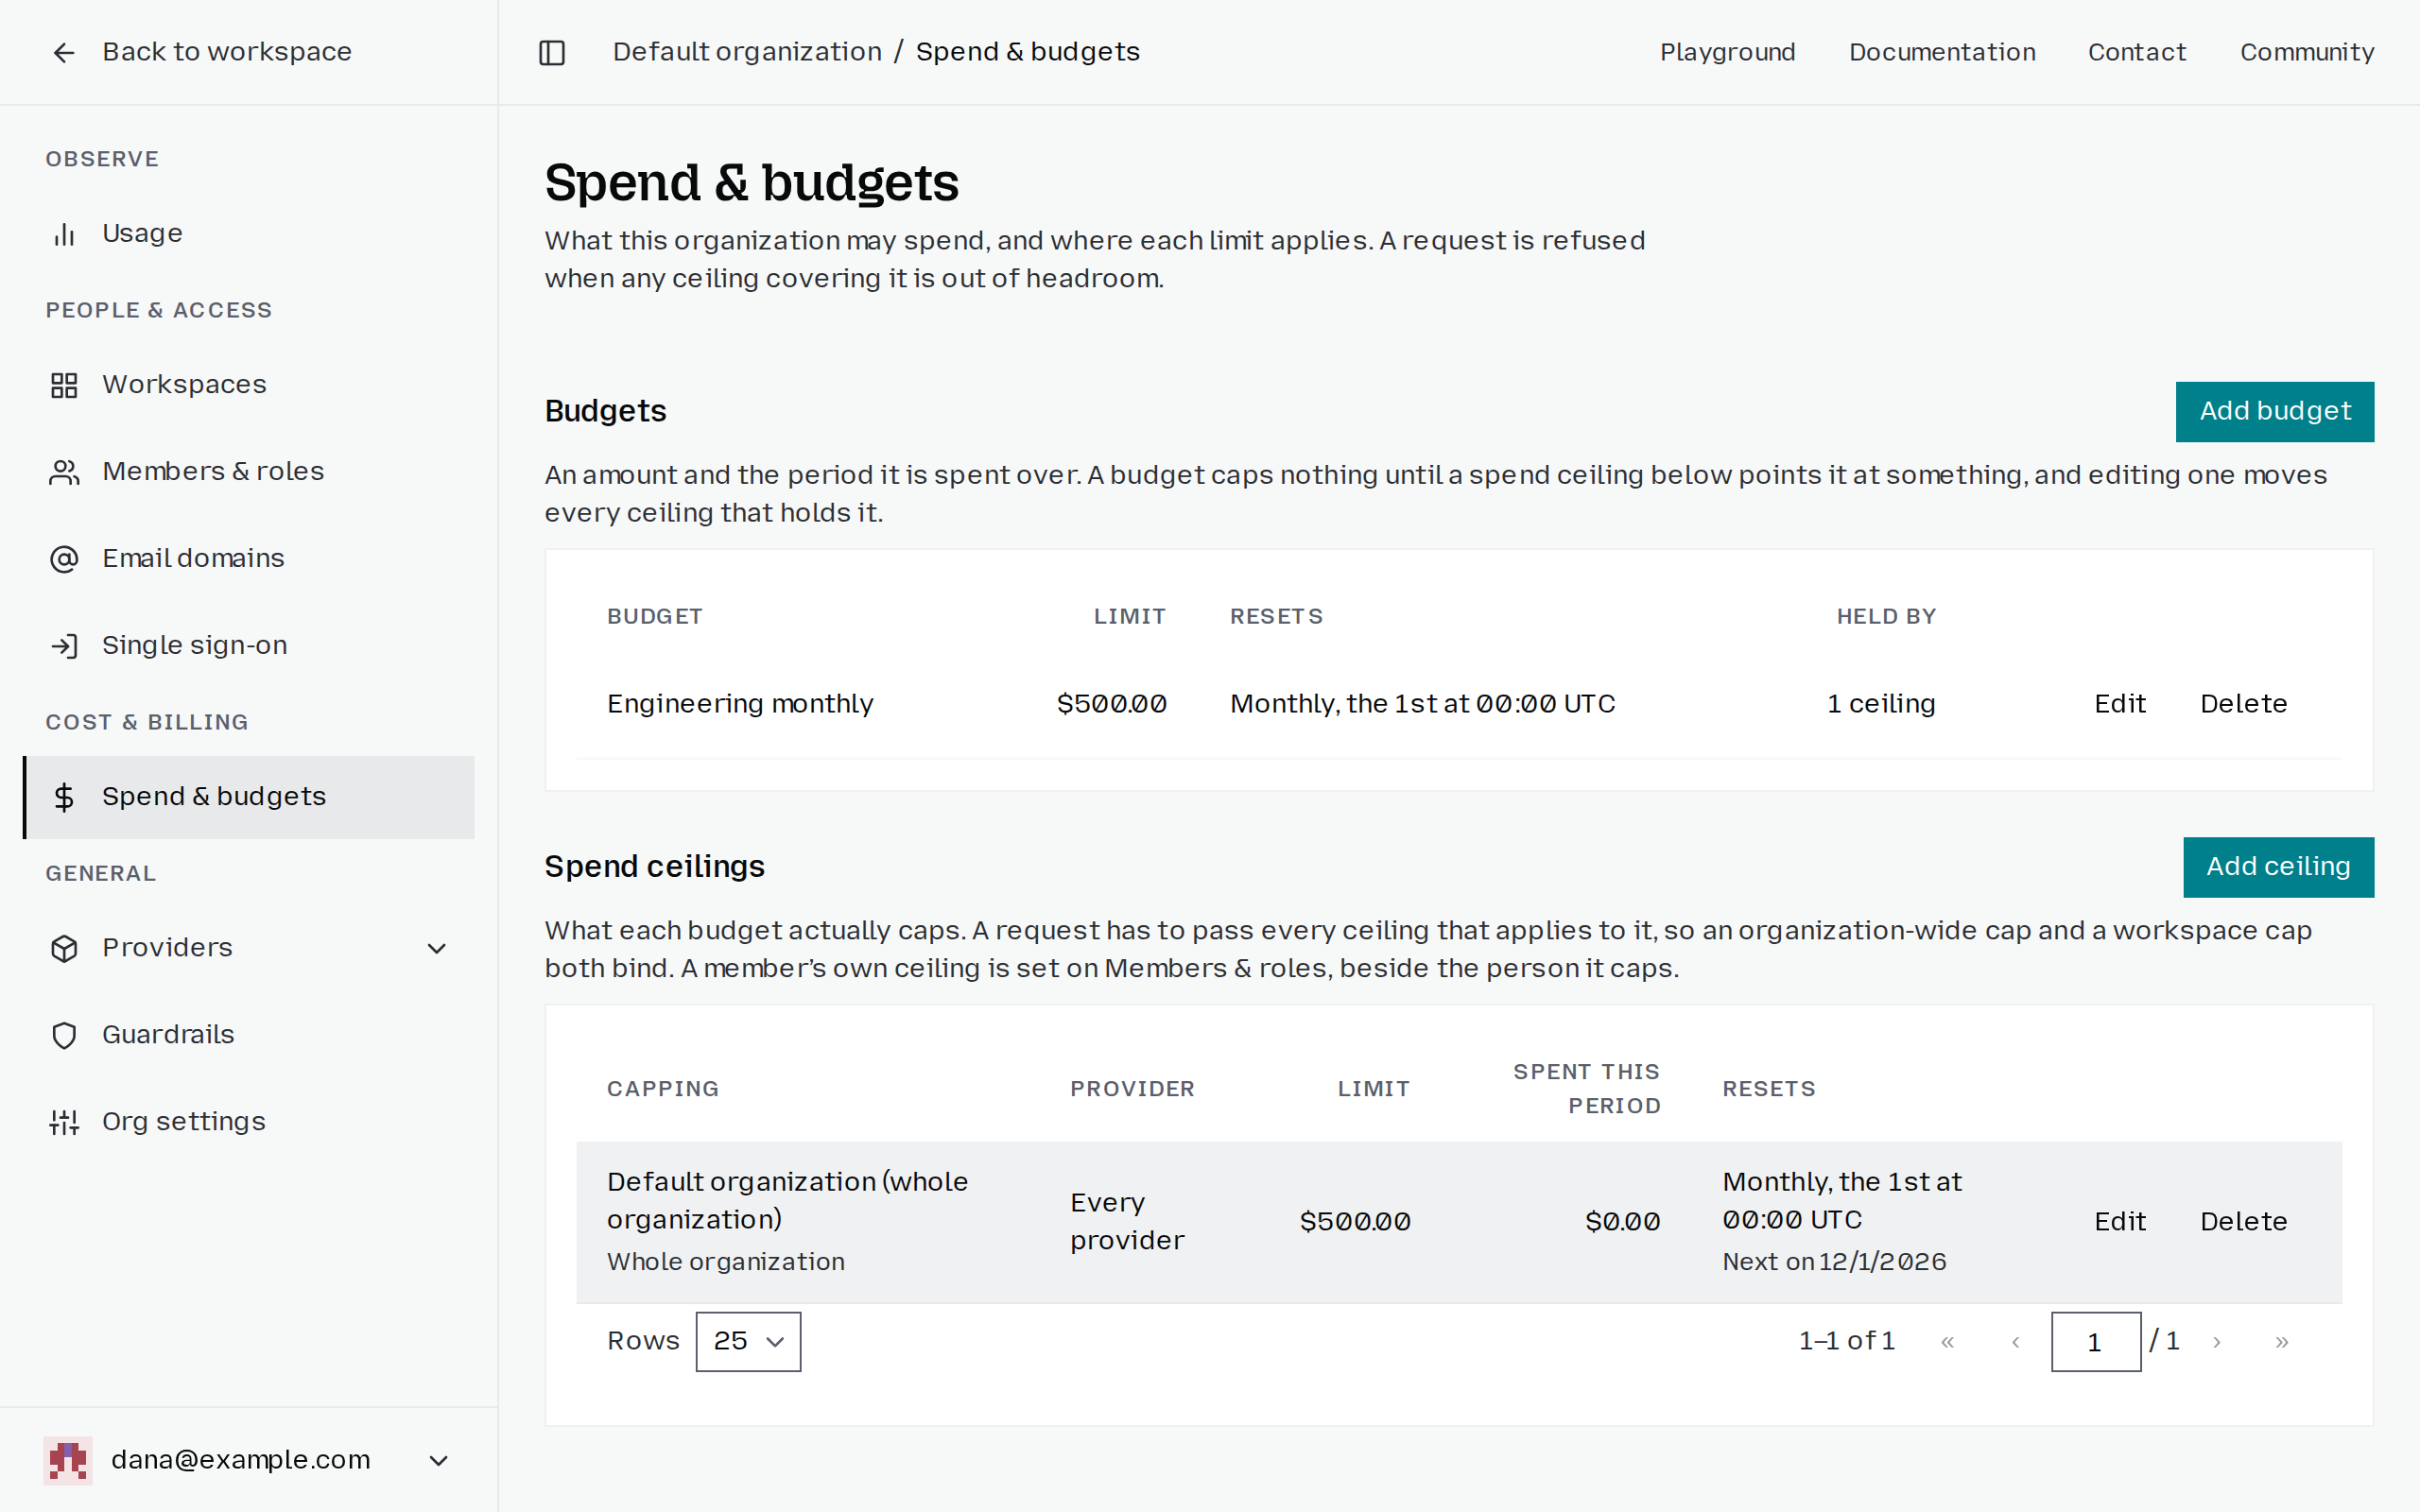 Back to workspace
Default organization / Spend & budgets
Playground
Documentation
Contact
Community
OBSERVE
Usage
PEOPLE & ACCESS
Workspaces
Members & roles
Email domains
Single sign-on
COST & BILLING
Spend & budgets
GENERAL
Providers
Guardrails
Org settings
dana@example.com
Spend & budgets
What this organization may spend, and where each limit applies. A request is refused
when any ceiling covering it is out of headroom.
Budgets
Add budget
An amount and the period it is spent over. A budget caps nothing until a spend ceiling below points it at something, and editing one moves
every ceiling that holds it.
BUDGET LIMIT RESETS HELD BY
Engineering monthly $500.00 Monthly, the 1st at 00:00 UTC 1 ceiling Edit Delete
Spend ceilings
Add ceiling
What each budget actually caps. A request has to pass every ceiling that applies to it, so an organization-wide cap and a workspace cap
both bind. A member’s own ceiling is set on Members & roles, beside the person it caps.
CAPPING PROVIDER LIMIT SPENT THIS PERIOD RESETS
Default organization (whole
organization)
Whole organization
Every
provider
$500.00
$0.00
Monthly, the 1st at
00:00 UTC
Next on 12/1/2026
Edit Delete
Rows 25
1–1 of 1 « ‹ 1 / 1 › »